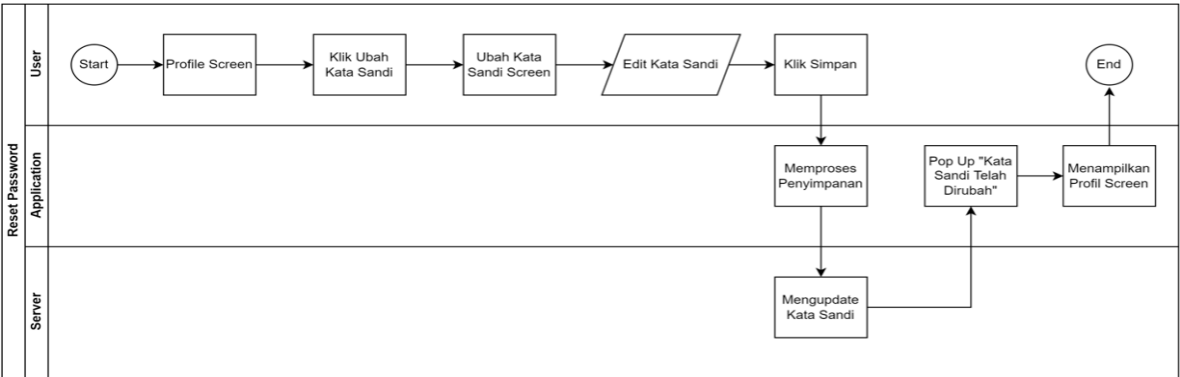 Reset Password
User
Start
Profile Screen
Klik Ubah
Kata Sandi
Ubah Kata
Sandi Screen
Edit Kata Sandi
Klik Simpan
End
Application
Memproses
Penyimpanan
Pop Up "Kata
Sandi Telah
Dirubah"
Menampilkan
Profil Screen
Server
Mengupdate
Kata Sandi